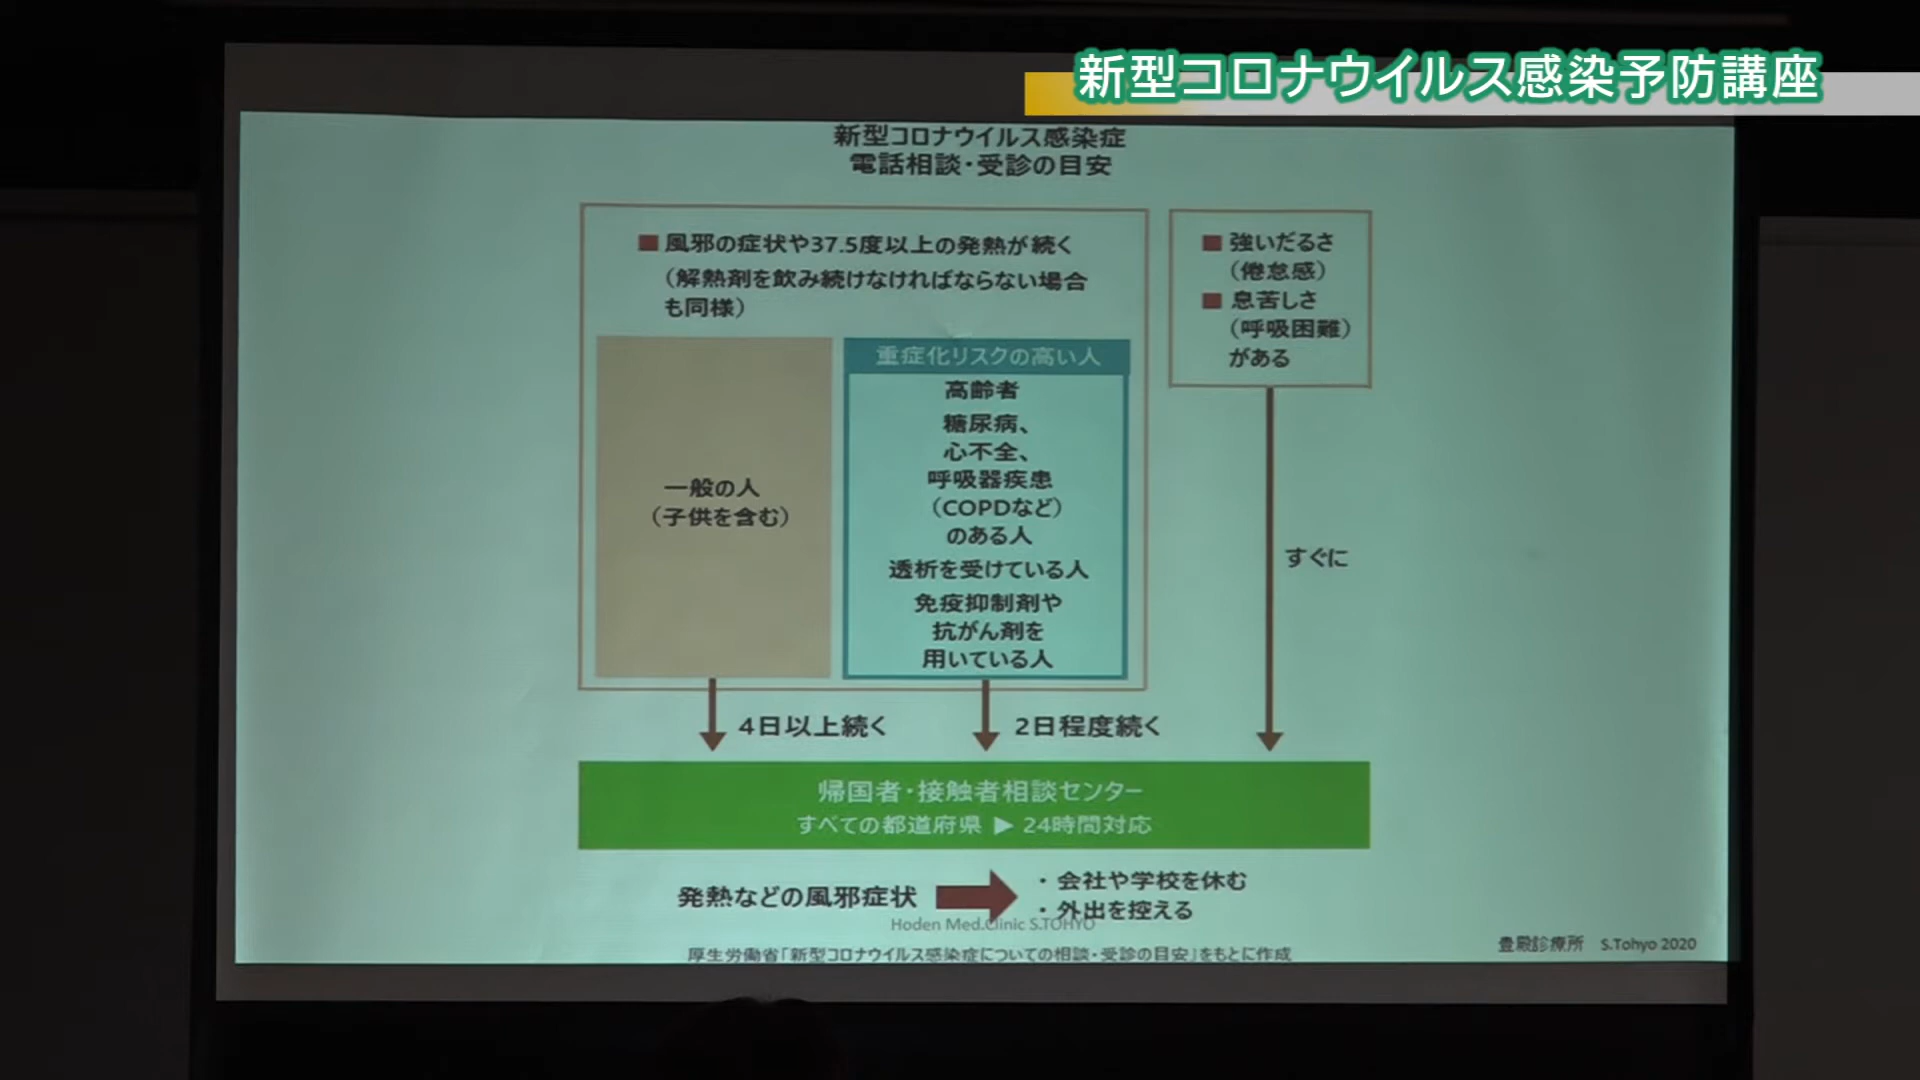 新型コロナウイルス感染予防講座
新型コロナウイルス感染症
電話相談・受診の目安
■ 風邪の症状や37.5度以上の発熱が続く
（解熱剤を飲み続けなければならない場合
も同様）
一般の人
（子供を含む）
重症化リスクの高い人
高齢者
糖尿病、
心不全、
呼吸器疾患
（COPDなど）
のある人
透析を受けている人
免疫抑制剤や
抗がん剤を
用いている人
■ 強いだるさ
（倦怠感）
■ 息苦しさ
（呼吸困難）
がある
すぐに
4日以上続く
2日程度続く
帰国者・接触者相談センター
すべての都道府県 ▶ 24時間対応
発熱などの風邪症状
・ 会社や学校を休む
・ 外出を控える
Hoden Med.Clinic S.TOHYO
厚生労働省「新型コロナウイルス感染症についての相談・受診の目安」をもとに作成
豊殿診療所 S.Tohyo 2020